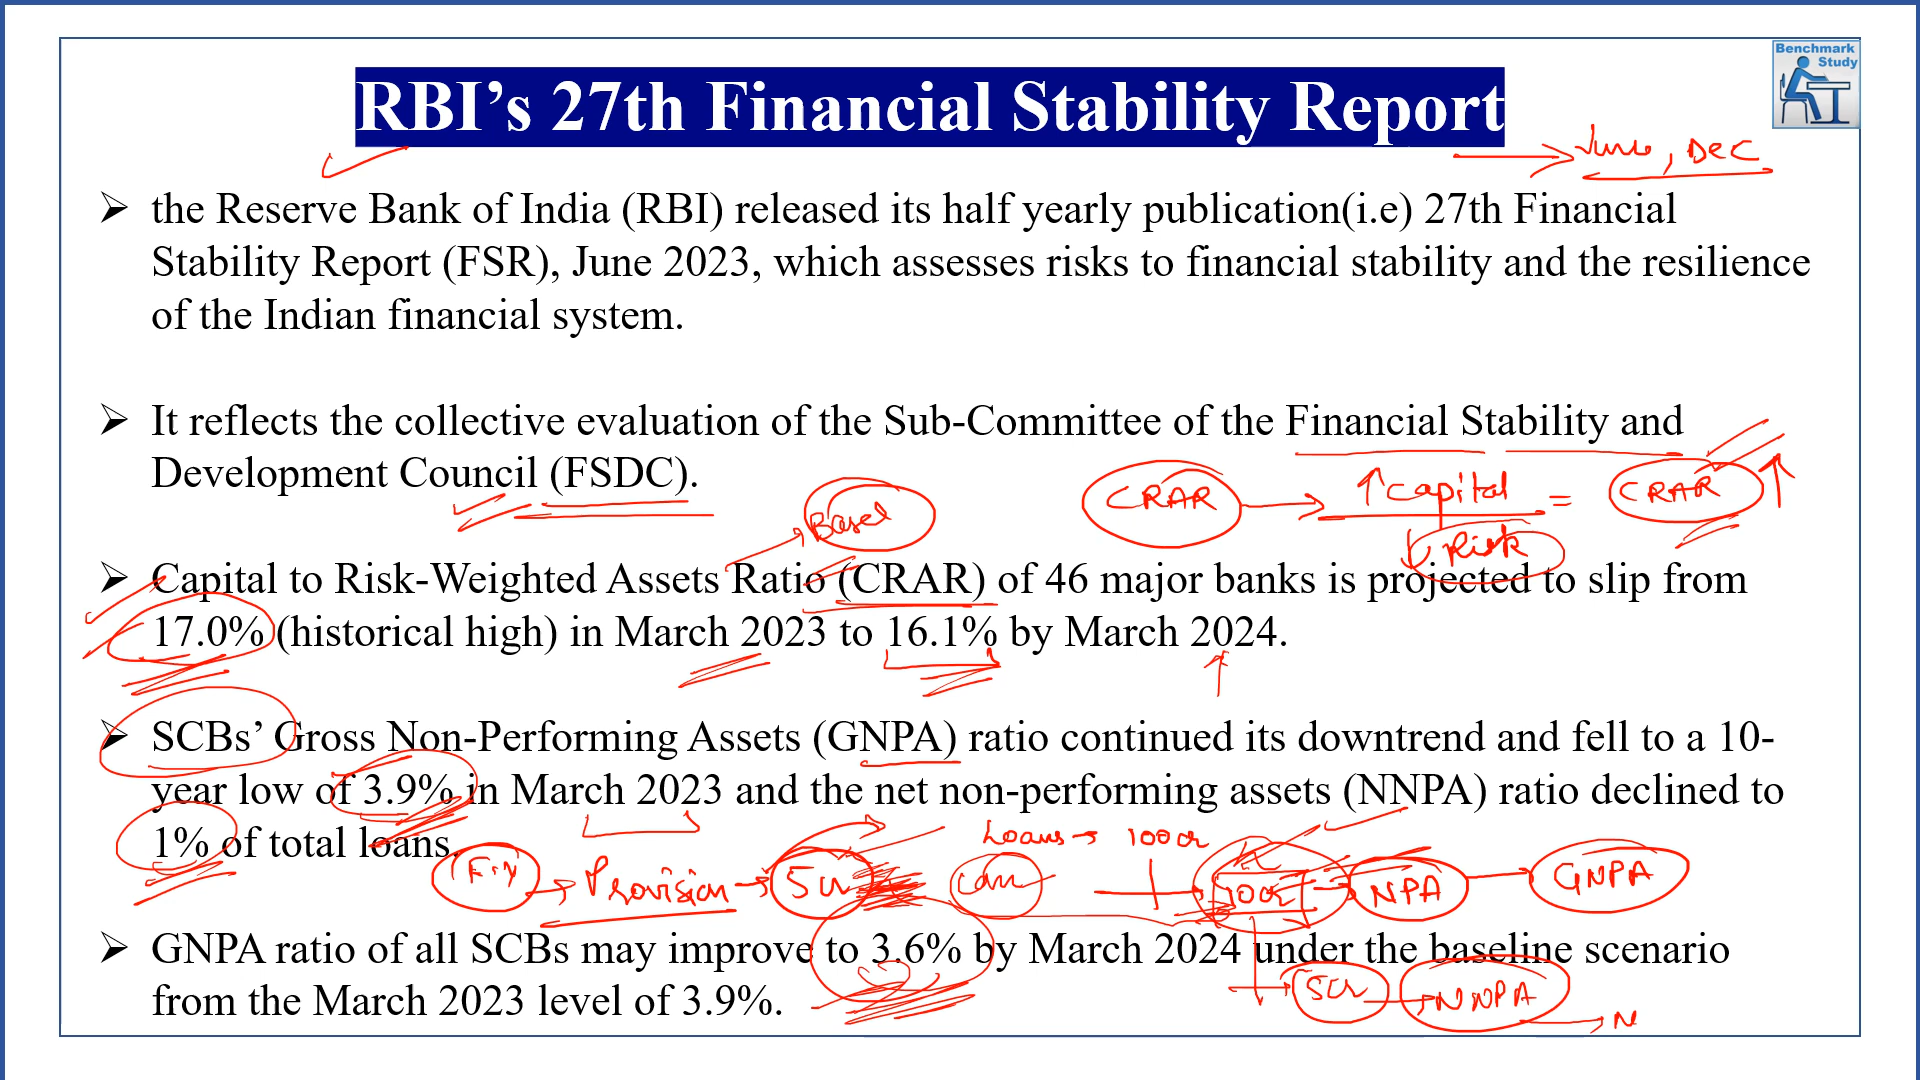 Benchmark
Study
RBI’s 27th Financial Stability Report
June, Dec
➢ the Reserve Bank of India (RBI) released its half yearly publication(i.e) 27th Financial
Stability Report (FSR), June 2023, which assesses risks to financial stability and the resilience
of the Indian financial system.
➢ It reflects the collective evaluation of the Sub-Committee of the Financial Stability and
Development Council (FSDC).
Basel
CRAR → ↑ Capital = CRAR ↑
↓ Risk
➢ Capital to Risk-Weighted Assets Ratio (CRAR) of 46 major banks is projected to slip from
17.0% (historical high) in March 2023 to 16.1% by March 2024.
➢ SCBs’ Gross Non-Performing Assets (GNPA) ratio continued its downtrend and fell to a 10-
year low of 3.9% in March 2023 and the net non-performing assets (NNPA) ratio declined to
1% of total loans.
Loans → 100 cr
Provision → 5 cr
10 cr → NPA → GNPA
➢ GNPA ratio of all SCBs may improve to 3.6% by March 2024 under the baseline scenario
from the March 2023 level of 3.9%.
5 cr → NNPA → N